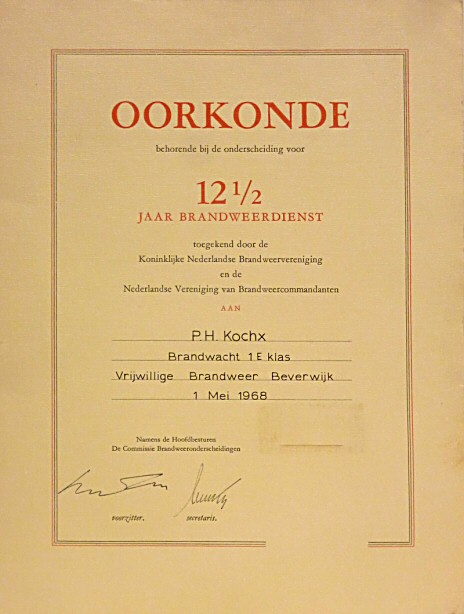 OORKONDE
behorende bij de onderscheiding voor
12 1/2
JAAR BRANDWEERDIENST
toegekend door de
Koninklijke Nederlandse Brandweervereniging
en de
Nederlandse Vereniging van Brandweercommandanten
AAN
P.H. Kochx
Brandwacht 1E klas
Vrijwillige Brandweer Beverwijk
1 Mei 1968
Namens de Hoofdbesturen
De Commissie Brandweeronderscheidingen
voorzitter. secretaris.